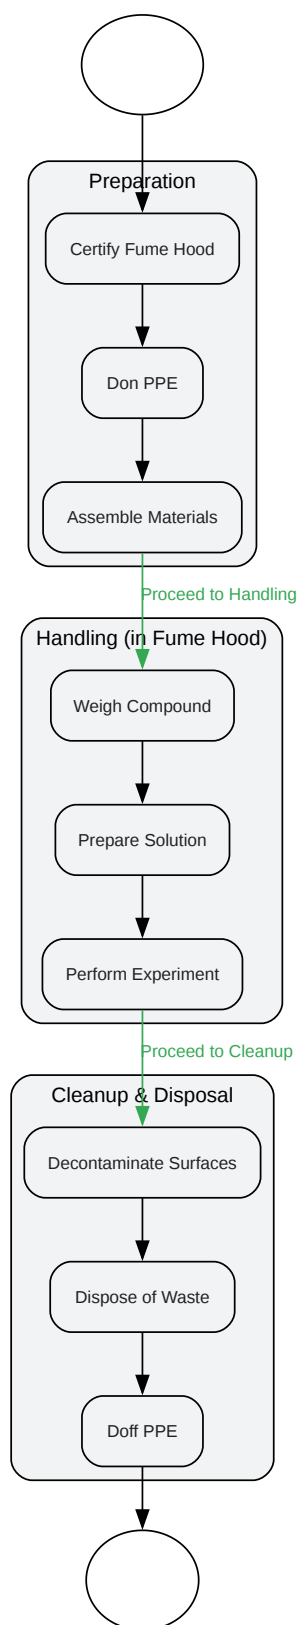 Preparation
Certify Fume Hood
Don PPE
Assemble Materials
Proceed to Handling
Handling (in Fume Hood)
Weigh Compound
Prepare Solution
Perform Experiment
Proceed to Cleanup
Cleanup & Disposal
Decontaminate Surfaces
Dispose of Waste
Doff PPE